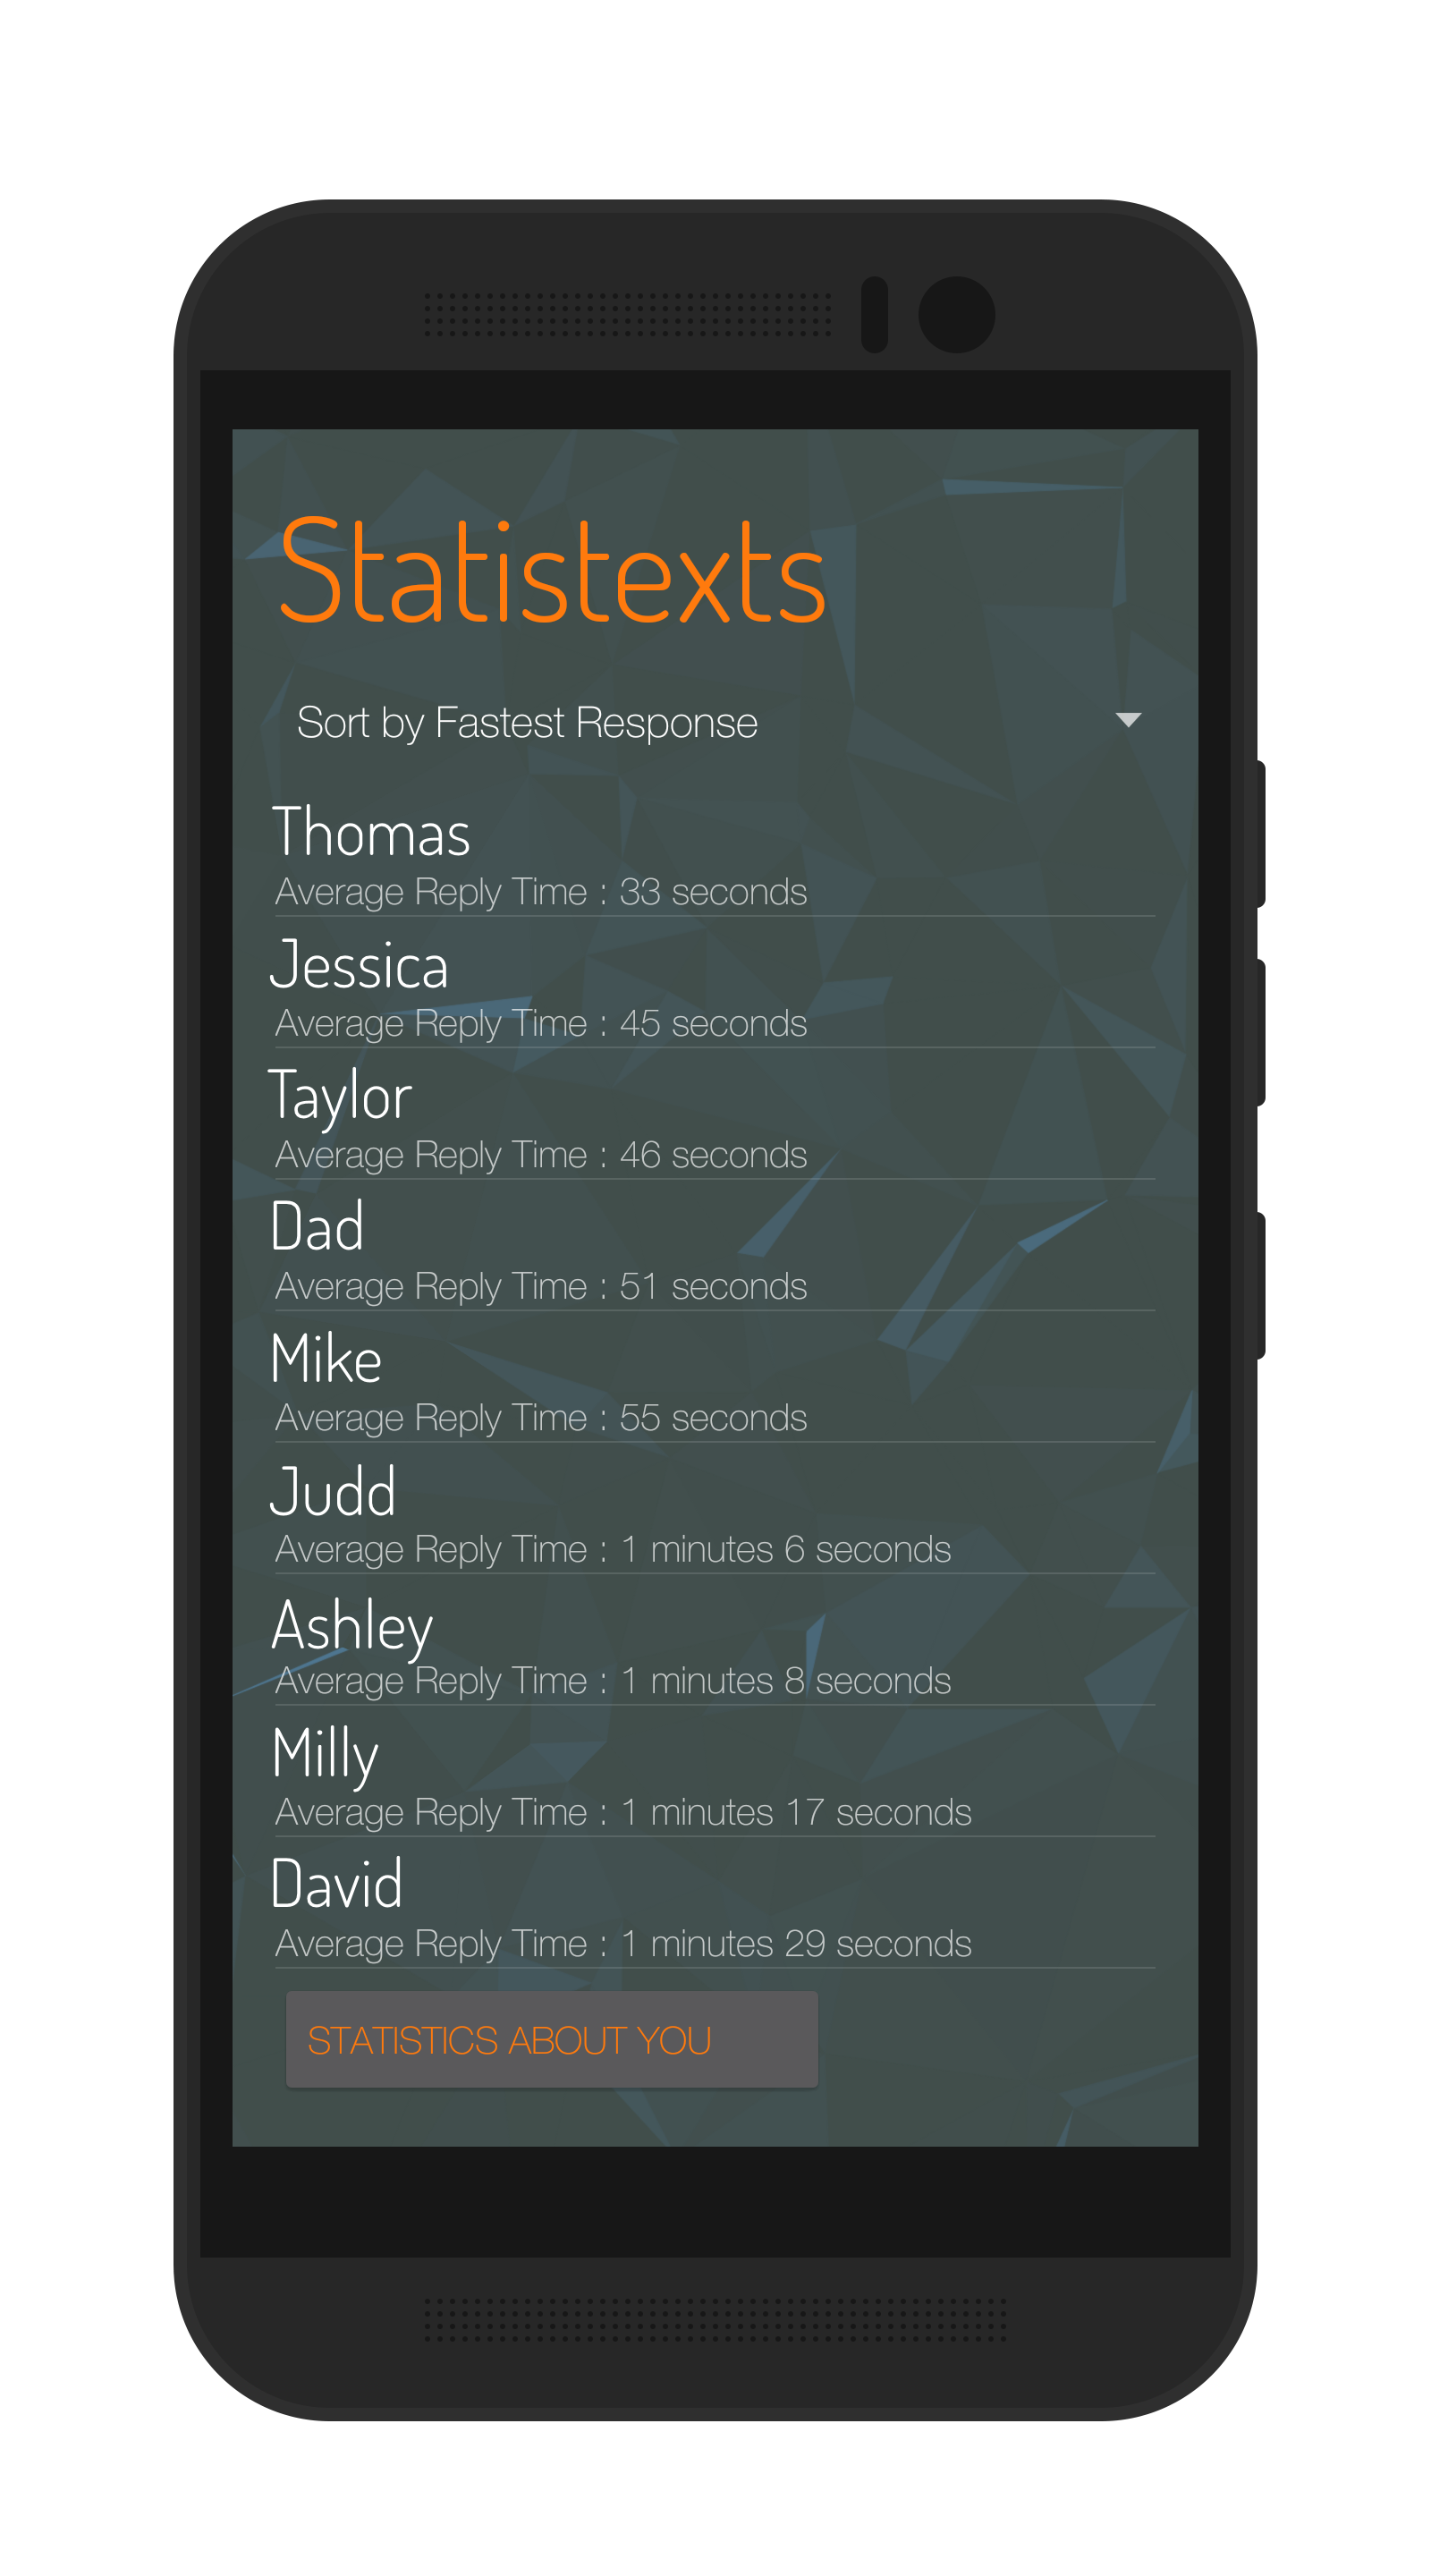 Statistexts
Sort by Fastest Response
Thomas
Average Reply Time : 33 seconds
Jessica
Average Reply Time : 45 seconds
Taylor
Average Reply Time : 46 seconds
Dad
Average Reply Time : 51 seconds
Mike
Average Reply Time : 55 seconds
Judd
Average Reply Time : 1 minutes 6 seconds
Ashley
Average Reply Time : 1 minutes 8 seconds
Milly
Average Reply Time : 1 minutes 17 seconds
David
Average Reply Time : 1 minutes 29 seconds
STATISTICS ABOUT YOU